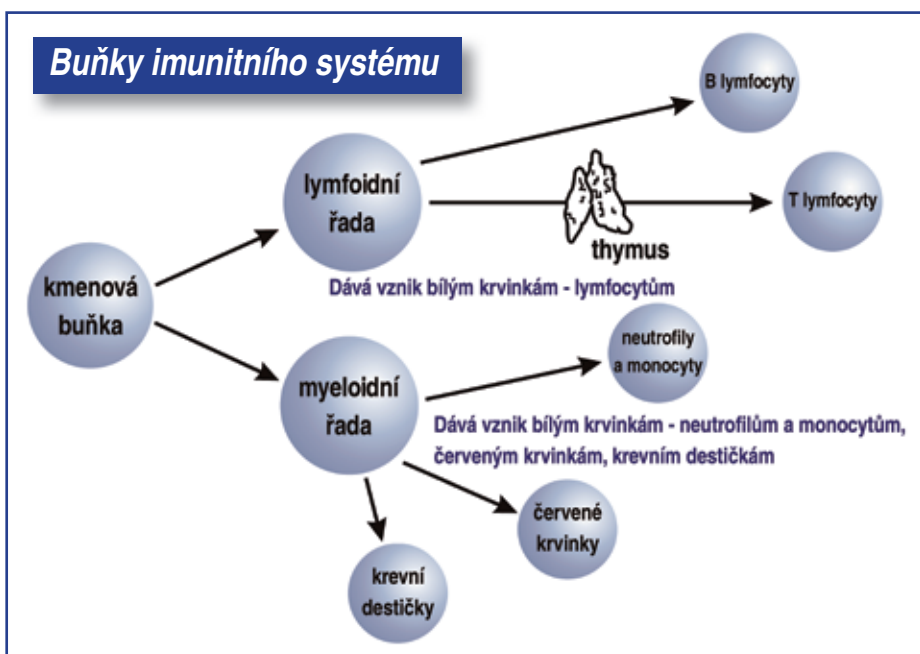 Buňky imunitního systému
B lymfocyty
lymfoidní
řada
T lymfocyty
thymus
Dává vznik bílým krvinkám - lymfocytům
kmenová
buňka
neutrofily
a monocyty
myeloidní
řada
Dává vznik bílým krvinkám - neutrofilům a monocytům,
červeným krvinkám, krevním destičkám
červené
krvinky
krevní
destičky